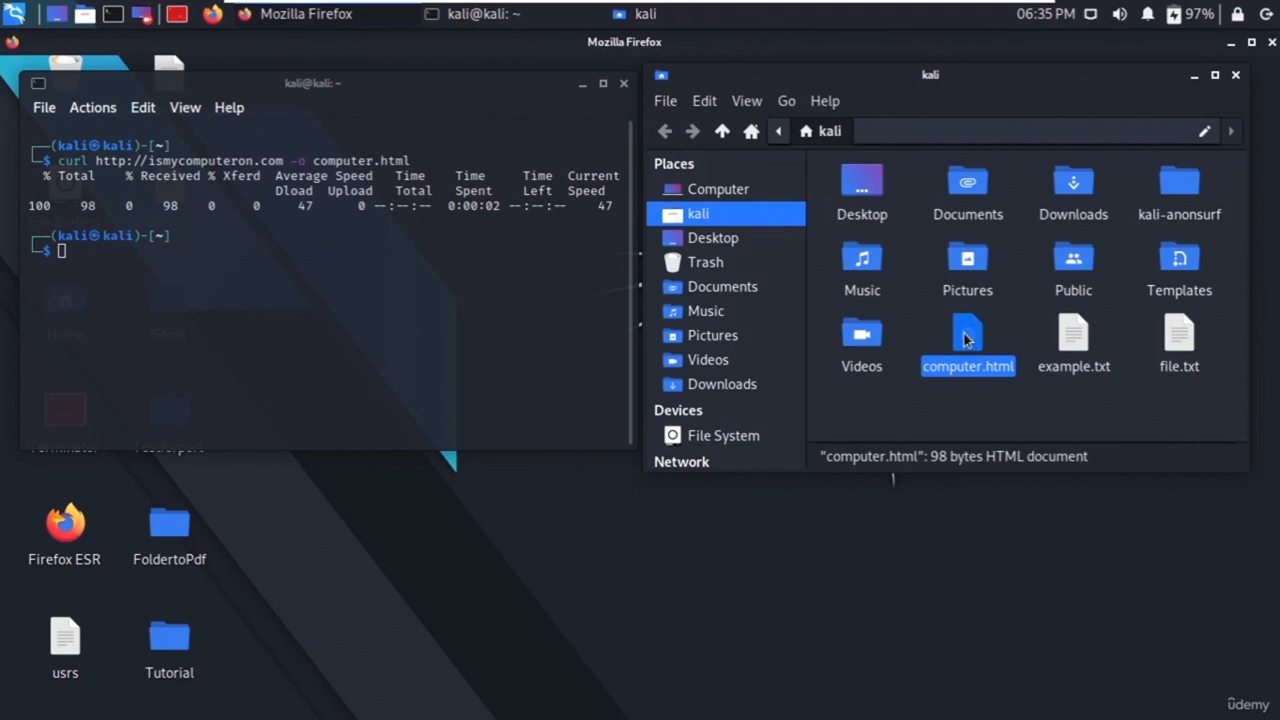 Mozilla Firefox
kali@kali: ~
kali
06:35 PM
97%
Mozilla Firefox
kali@kali: ~
File Actions Edit View Help
(kali㉿kali)-[~]
$ curl http://ismycomputeron.com -o computer.html
% Total % Received % Xferd Average Speed Time Time Time Current
Dload Upload Total Spent Left Speed
100 98 0 98 0 0 47 0 --:--:-- 0:00:02 --:--:-- 47
(kali㉿kali)-[~]
$
Home
Ghost
Terminator
Testferport
Firefox ESR
FoldertoPdf
usrs
Tutorial
kali
File Edit View Go Help
kali
Places
Computer
kali
Desktop
Trash
Documents
Music
Pictures
Videos
Downloads
Devices
File System
Network
Desktop
Documents
Downloads
kali-anonsurf
Music
Pictures
Public
Templates
Videos
computer.html
example.txt
file.txt
"computer.html": 98 bytes HTML document
ûdemy